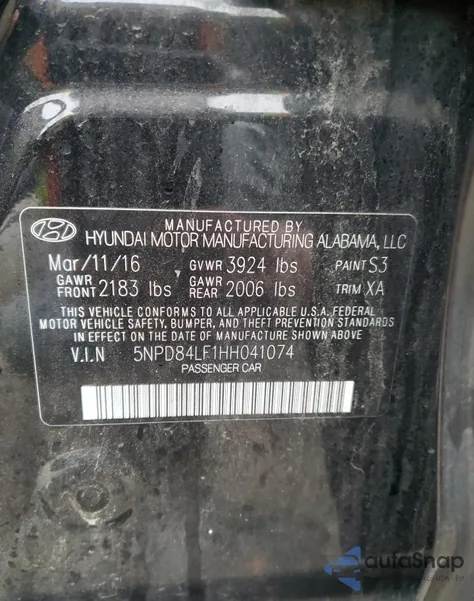 MANUFACTURED BY
HYUNDAI MOTOR MANUFACTURING ALABAMA, LLC
Mar/11/16 GVWR 3924 lbs PAINT S3
GAWR FRONT 2183 lbs GAWR REAR 2006 lbs TRIM XA
THIS VEHICLE CONFORMS TO ALL APPLICABLE U.S.A. FEDERAL
MOTOR VEHICLE SAFETY, BUMPER, AND THEFT PREVENTION
STANDARDS IN EFFECT ON THE DATE OF MANUFACTURE SHOWN ABOVE.
V.I.N 5NPD84LF1HH041074
PASSENGER CAR
autoSnap